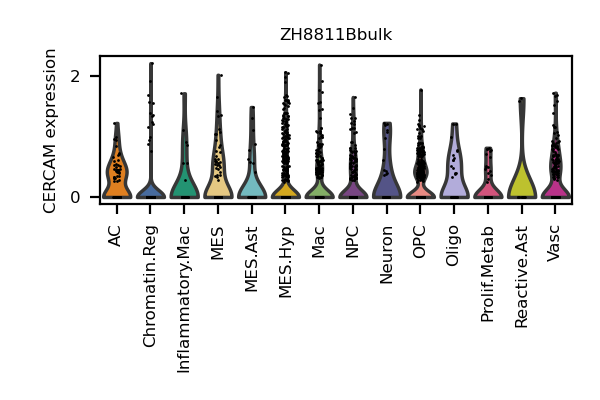 ZH8811Bbulk
CERCAM expression
2
0
AC
Chromatin.Reg
Inflammatory.Mac
MES
MES.Ast
MES.Hyp
Mac
NPC
Neuron
OPC
Oligo
Prolif.Metab
Reactive.Ast
Vasc